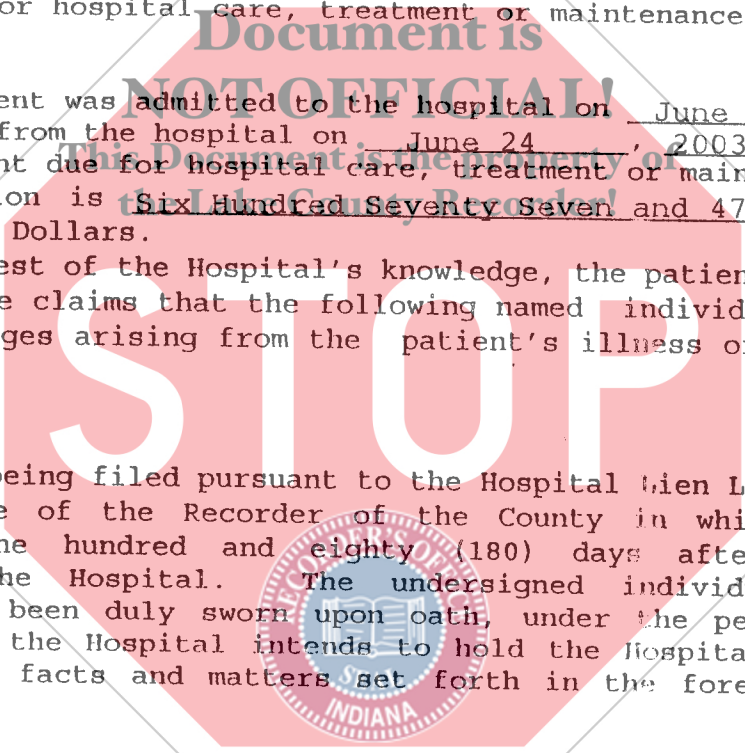 or hospital care, treatment or maintenance
Document is
NOT OFFICIAL!
ent was admitted to the hospital on June
from the hospital on June 24, 2003
This Document is the property of
nt due for hospital care, treatment or main
the Lake County Recorder!
ion is Six Hundred Seventy Seven and 47
Dollars.
est of the Hospital's knowledge, the patien
e claims that the following named individ
ges arising from the patient's illness or
STOP
being filed pursuant to the Hospital Lien L
e of the Recorder of the County in whi
ne hundred and eighty (180) days afte
he Hospital. The undersigned individ
been duly sworn upon oath, under the pe
the Hospital intends to hold the Hospita
facts and matters set forth in the fore
RECORDER'S OFFICE
SEAL
INDIANA